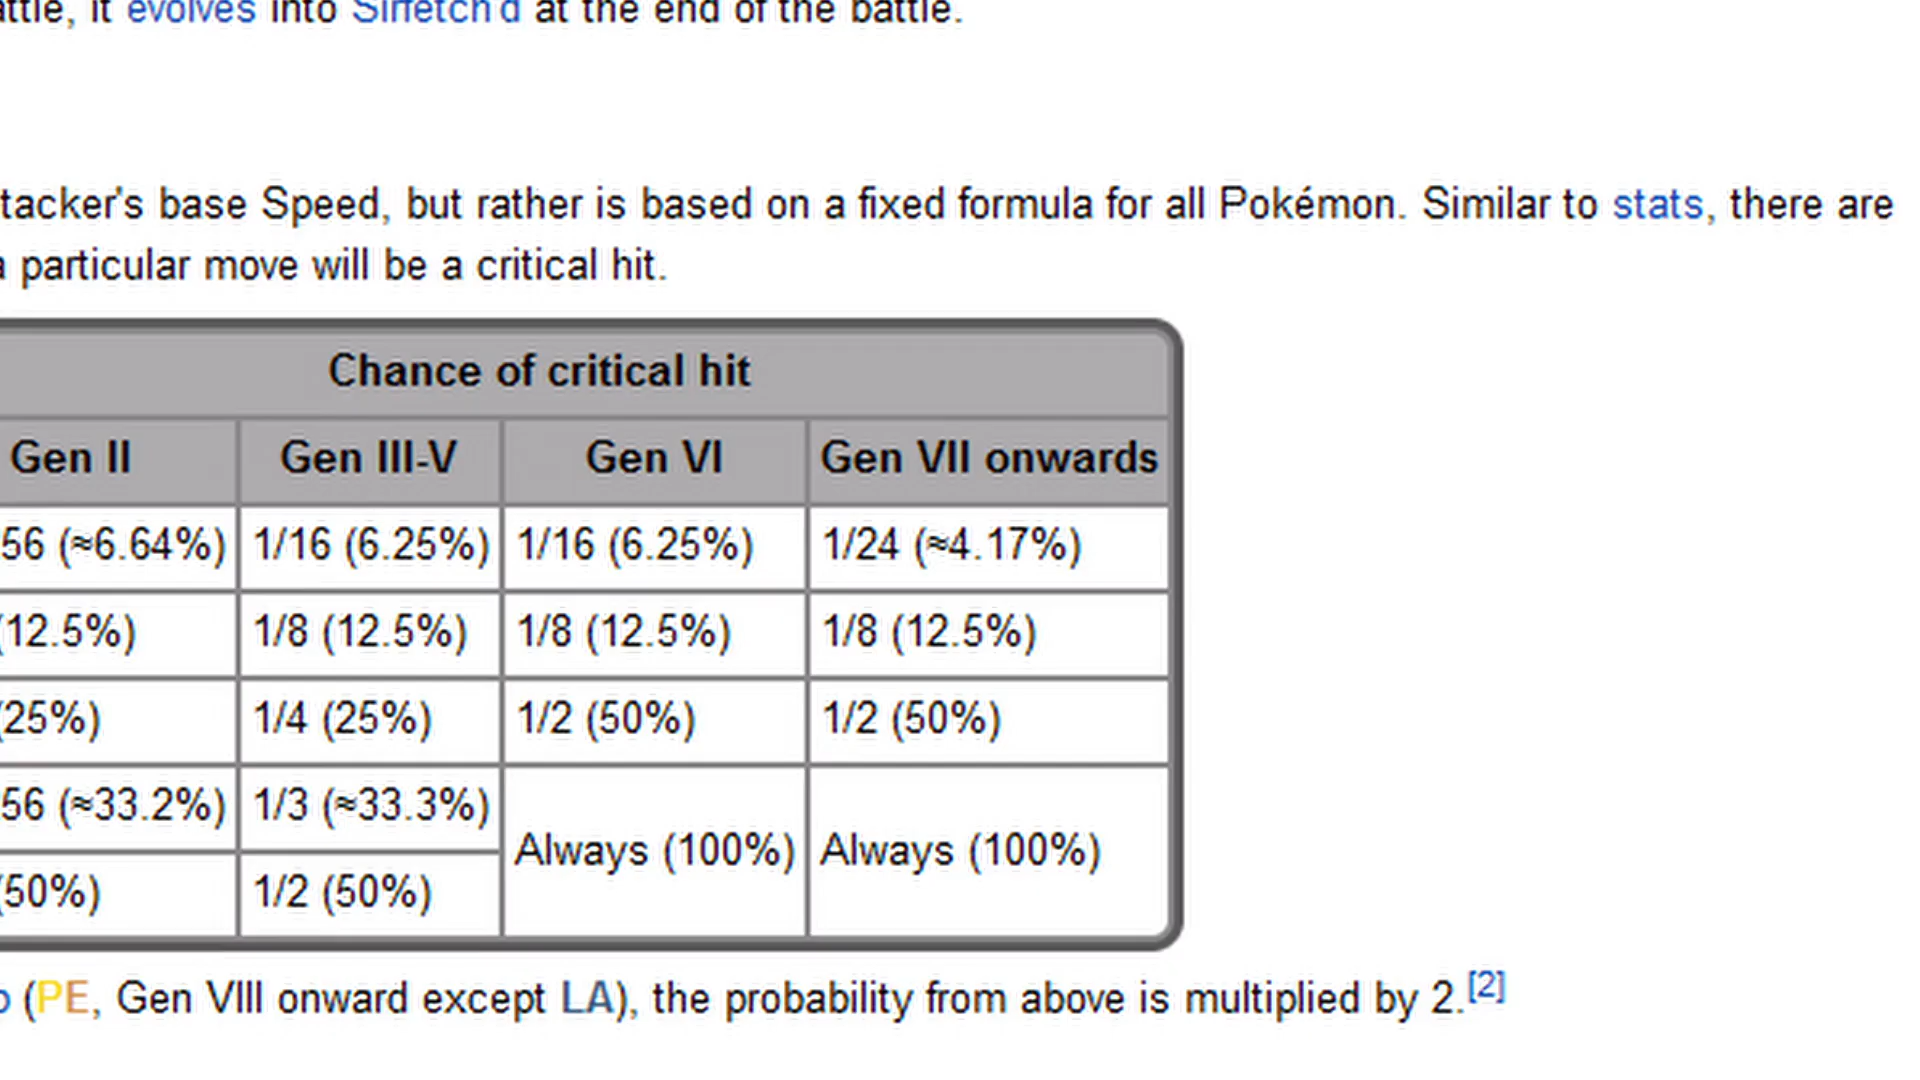 attle, it evolves into Sirfetch'd at the end of the battle.
tacker's base Speed, but rather is based on a fixed formula for all Pokémon. Similar to stats, there are
a particular move will be a critical hit.
Chance of critical hit
Gen II Gen III-V Gen VI Gen VII onwards
56 (≈6.64%) 1/16 (6.25%) 1/16 (6.25%) 1/24 (≈4.17%)
(12.5%) 1/8 (12.5%) 1/8 (12.5%) 1/8 (12.5%)
(25%) 1/4 (25%) 1/2 (50%) 1/2 (50%)
56 (≈33.2%) 1/3 (≈33.3%)
Always (100%) Always (100%)
(50%) 1/2 (50%)
(PE, Gen VIII onward except LA), the probability from above is multiplied by 2.[2]